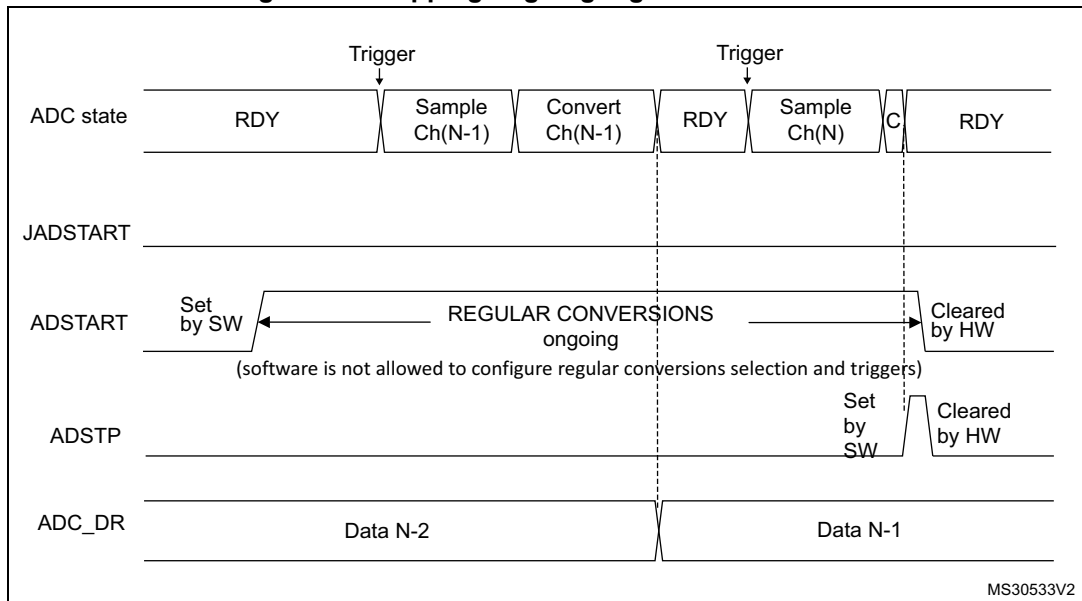 Trigger Trigger
ADC state RDY Sample Ch(N-1) Convert Ch(N-1) RDY Sample Ch(N) C RDY
JADSTART
ADSTART Set by SW REGULAR CONVERSIONS ongoing Cleared by HW
(software is not allowed to configure regular conversions selection and triggers)
ADSTP Set by SW Cleared by HW
ADC_DR Data N-2 Data N-1
MS30533V2